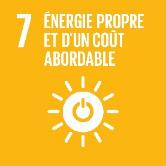 7 ÉNERGIE PROPRE
ET D'UN COÛT
ABORDABLE